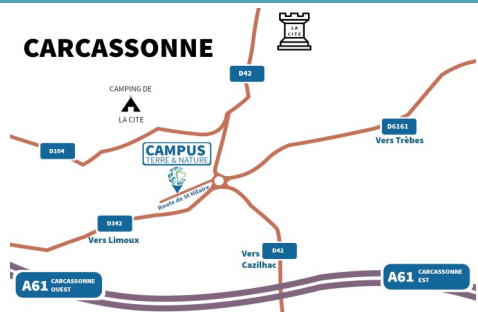 CARCASSONNE
LA
CITE
D42
CAMPING DE
LA CITE
D6161
Vers Trèbes
D104
CAMPUS
TERRE & NATURE
Route de St Hilaire
D342
Vers Limoux
D42
Vers
Cazilhac
A61 CARCASSONNE
OUEST
A61 CARCASSONNE
EST